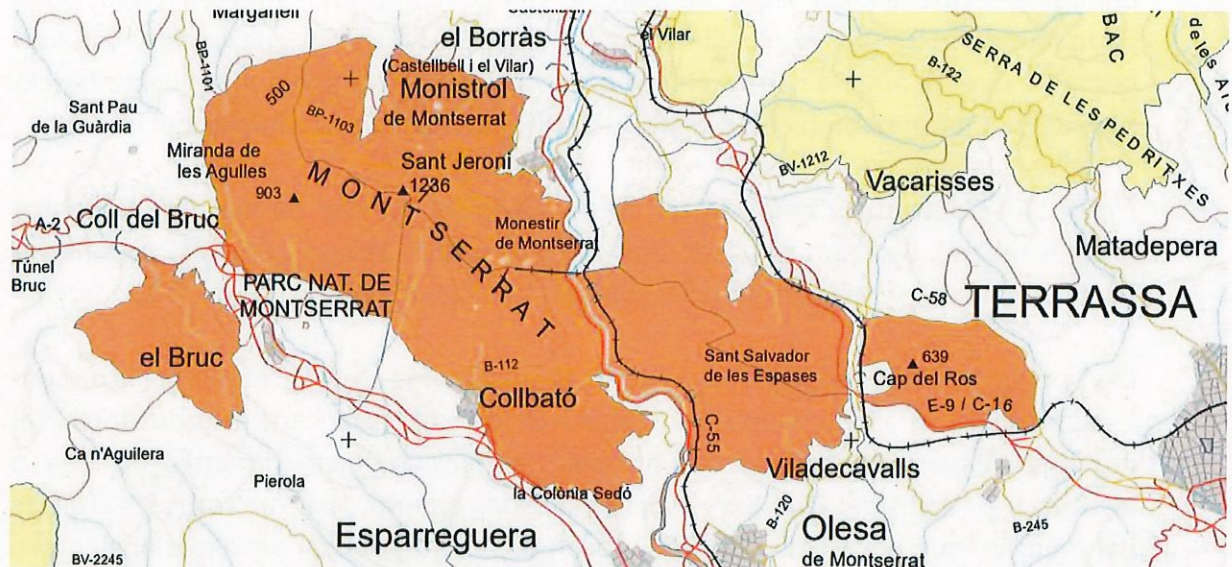 Marganell
el Borràs
(Castellbell i el Vilar)
el Vilar
BP-1101
500
BP-1103
Monistrol
de Montserrat
Sant Pau
de la Guàrdia
Miranda de
les Agulles
903
Sant Jeroni
1236
MONTSERRAT
Monestir
de Montserrat
A-2
Coll del Bruc
Túnel
Bruc
PARC NAT. DE
MONTSERRAT
el Bruc
B-112
Collbató
Ca n'Aguilera
Pierola
la Colònia Sedó
Esparreguera
BV-2245
SERRA DE LES PEDRITXES
B-122
BAC
de les
BV-1212
Vacarisses
Matadepera
C-58
TERRASSA
Sant Salvador
de les Espases
639
Cap del Ros
E-9 / C-16
C-55
Viladecavalls
B-120
Olesa
de Montserrat
B-245